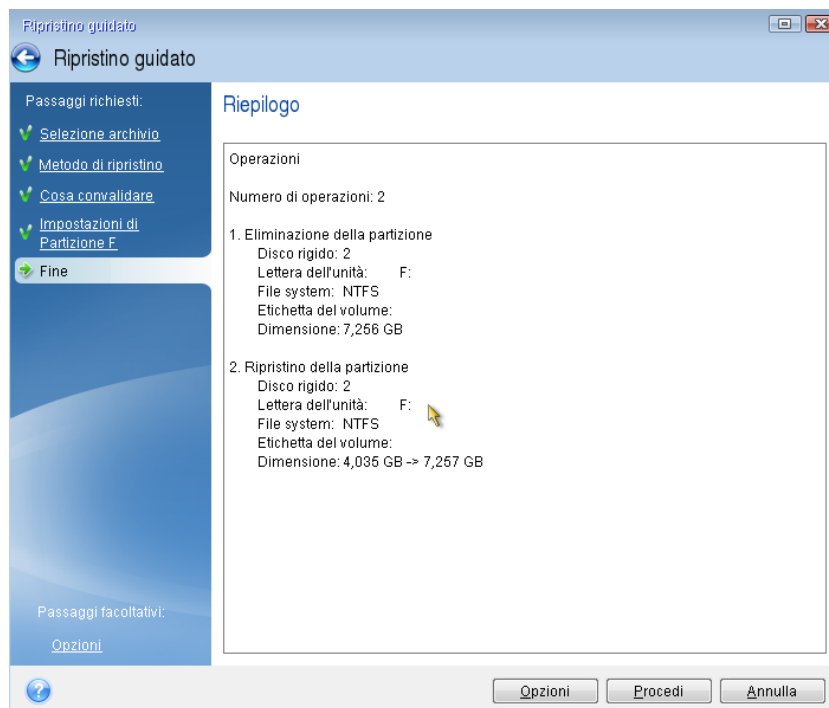 Ripristino guidato
Ripristino guidato
Passaggi richiesti:
Selezione archivio
Metodo di ripristino
Cosa convalidare
Impostazioni di
Partizione F
Fine
Passaggi facoltativi:
Opzioni
Riepilogo
Operazioni
Numero di operazioni: 2
1. Eliminazione della partizione
Disco rigido: 2
Lettera dell'unità: F:
File system: NTFS
Etichetta del volume:
Dimensione: 7,256 GB
2. Ripristino della partizione
Disco rigido: 2
Lettera dell'unità: F:
File system: NTFS
Etichetta del volume:
Dimensione: 4,035 GB -> 7,257 GB
?
Opzioni
Procedi
Annulla